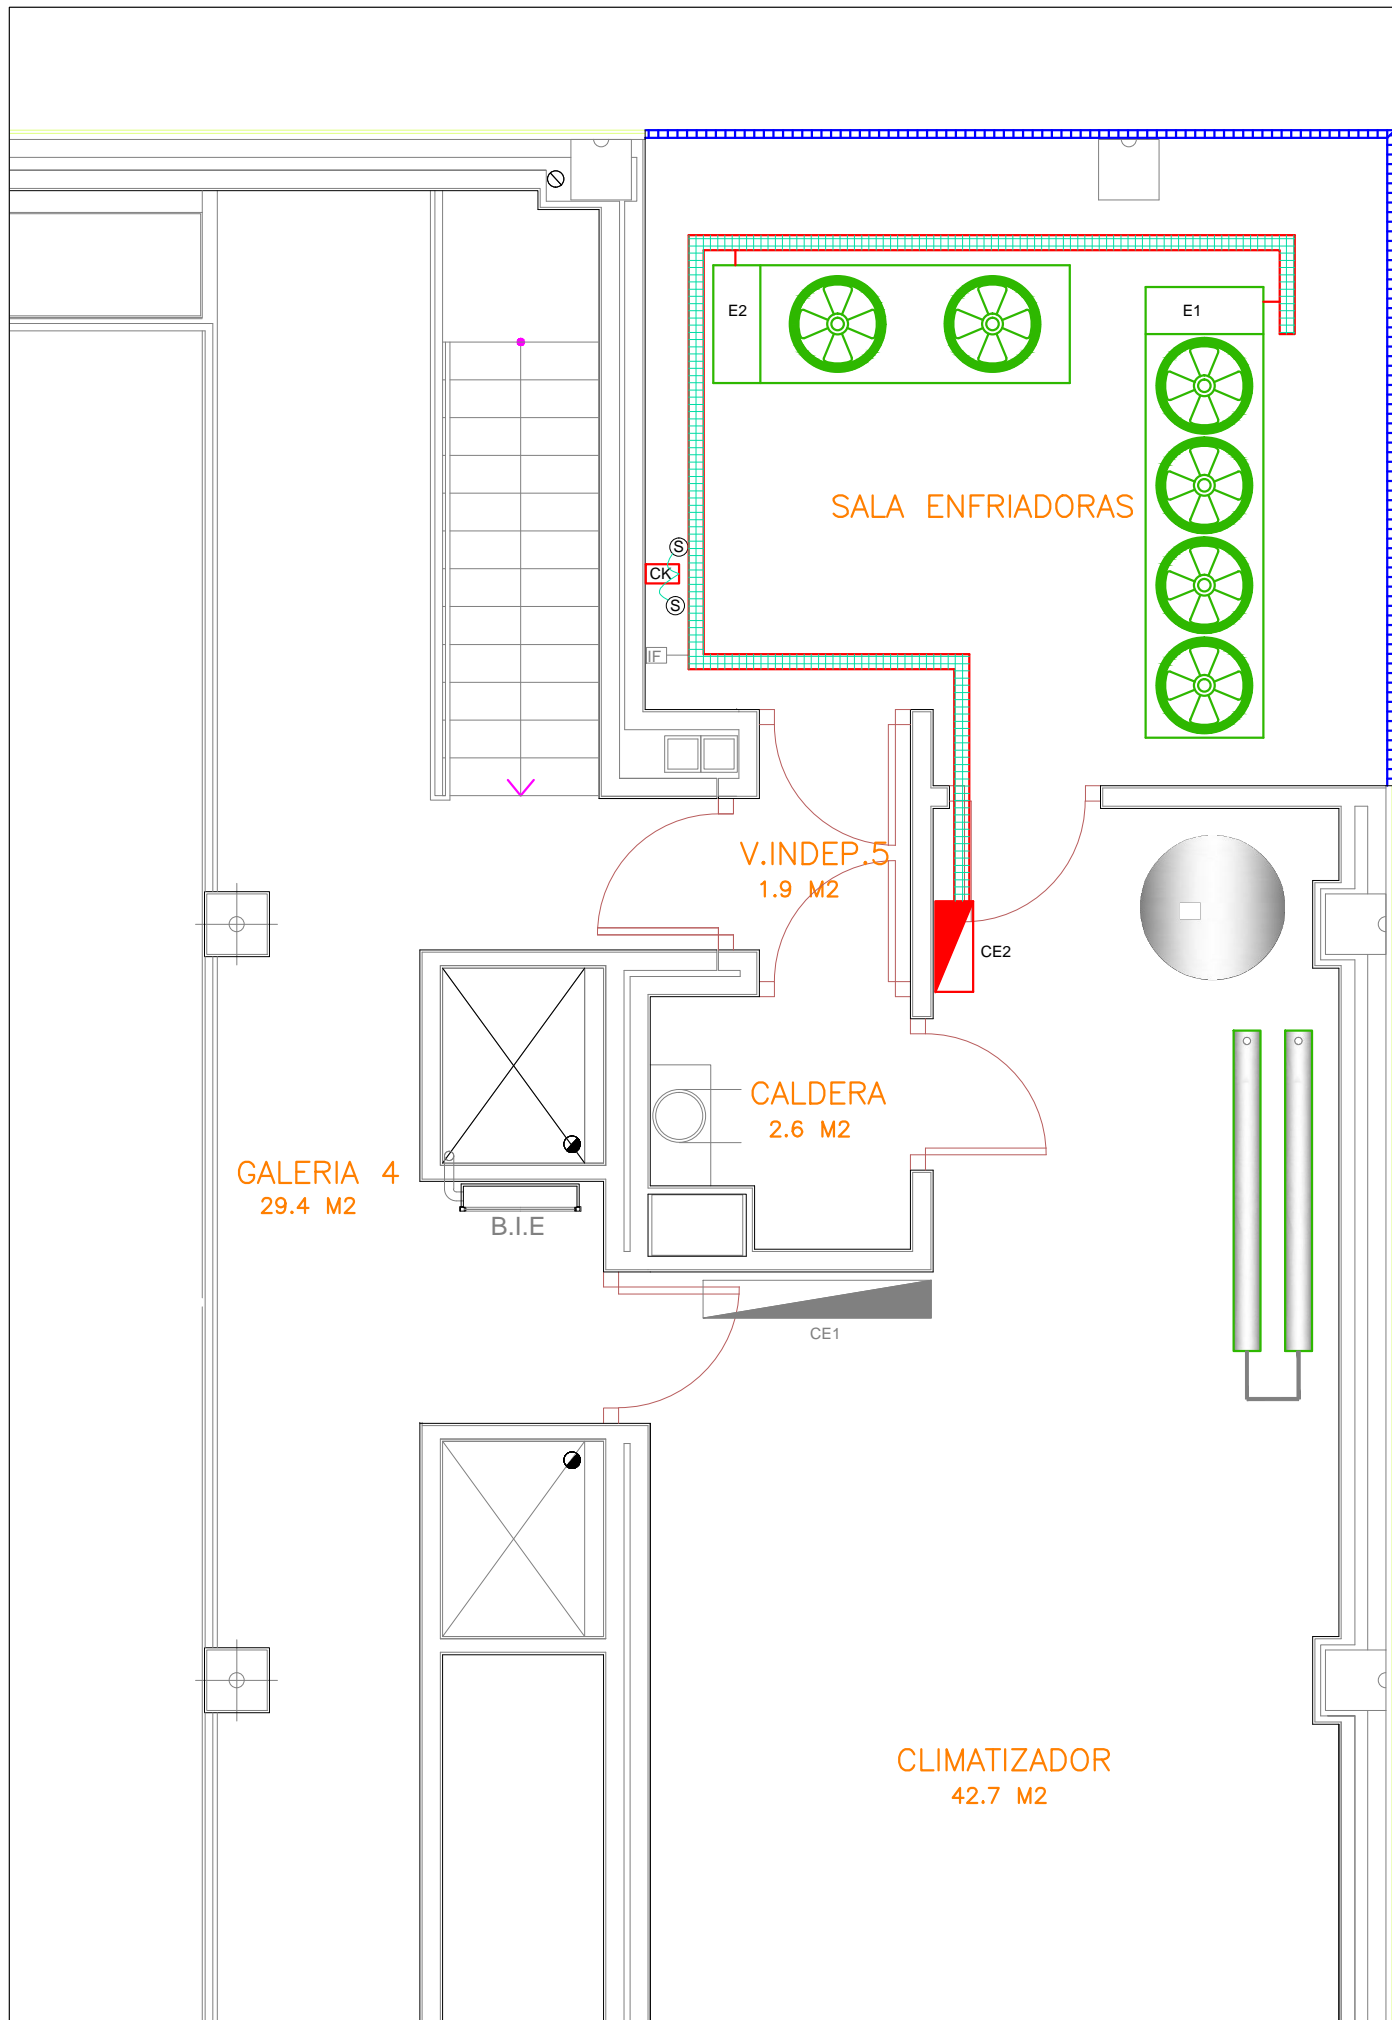 E2
E1
SALA ENFRIADORAS
S
CK
S
IF
V.INDEP.5
1.9 M2
CE2
CALDERA
2.6 M2
GALERIA 4
29.4 M2
B.I.E
CE1
CLIMATIZADOR
42.7 M2